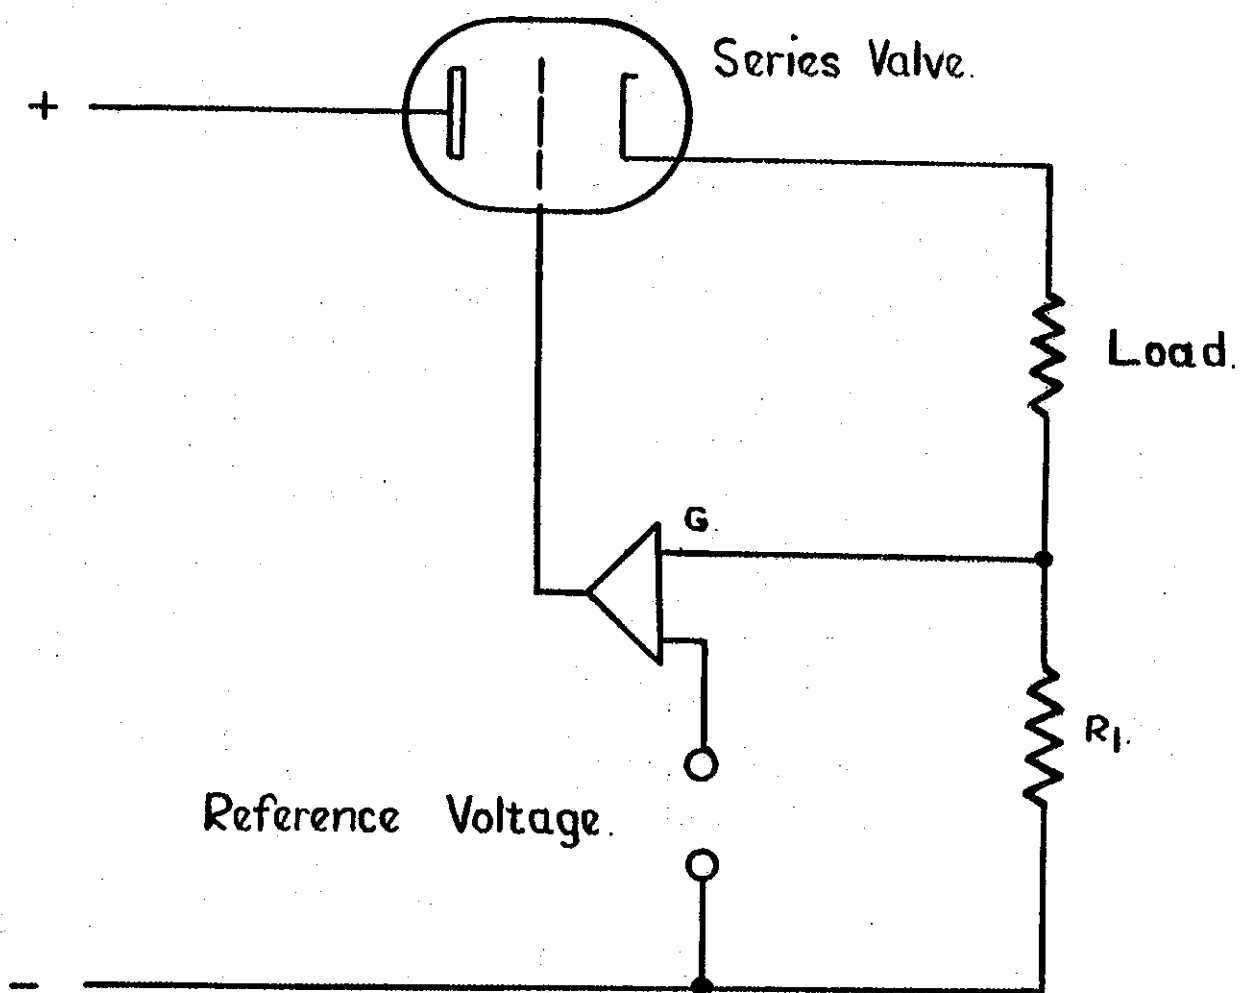 Series Valve.
+
Load.
G
R1.
Reference Voltage.
-